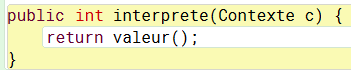 public int interprete(Contexte c) {
    return valeur();
}